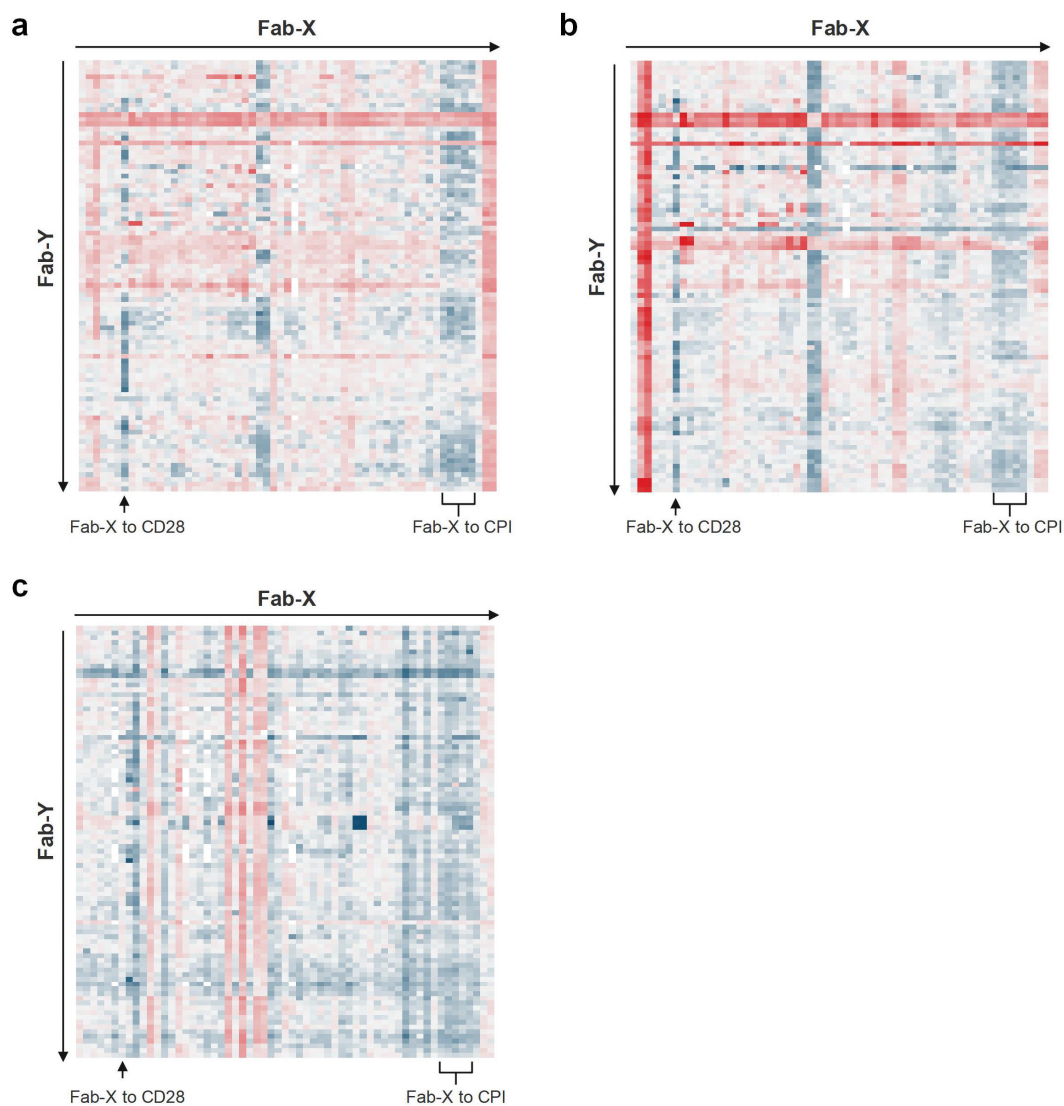 a
Fab-X
Fab-Y
Fab-X to CD28
Fab-X to CPI
b
Fab-X
Fab-Y
Fab-X to CD28
Fab-X to CPI
c
Fab-X
Fab-Y
Fab-X to CD28
Fab-X to CPI